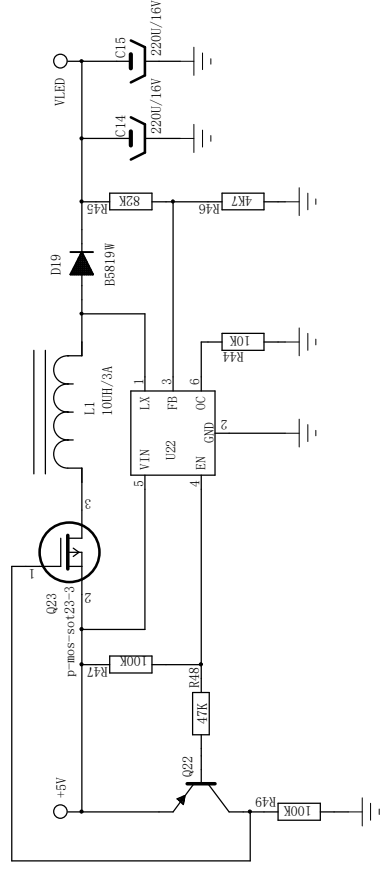 VLED
C15
220U/16V
C14
220U/16V
R45
82K
R46
4K7
D19
B5819W
L1
10UH/3A
1
LX
3
FB
6
OC
R44
10K
U22
GND
2
VIN
5
EN
4
3
Q23
p-mos-sot23-3
1
2
R47
100K
R48
47K
Q22
+5V
R49
100K